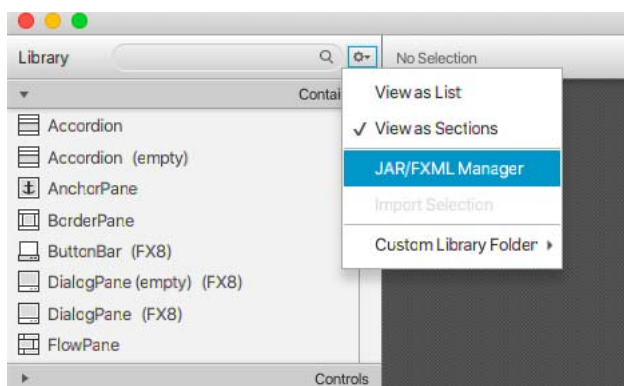 Library
No Selection
Contai
View as List
✓ View as Sections
JAR/FXML Manager
Import Selection
Custom Library Folder
Accordion
Accordion (empty)
AnchorPane
BorderPane
ButtonBar (FX8)
DialogPane (empty) (FX8)
DialogPane (FX8)
FlowPane
Controls